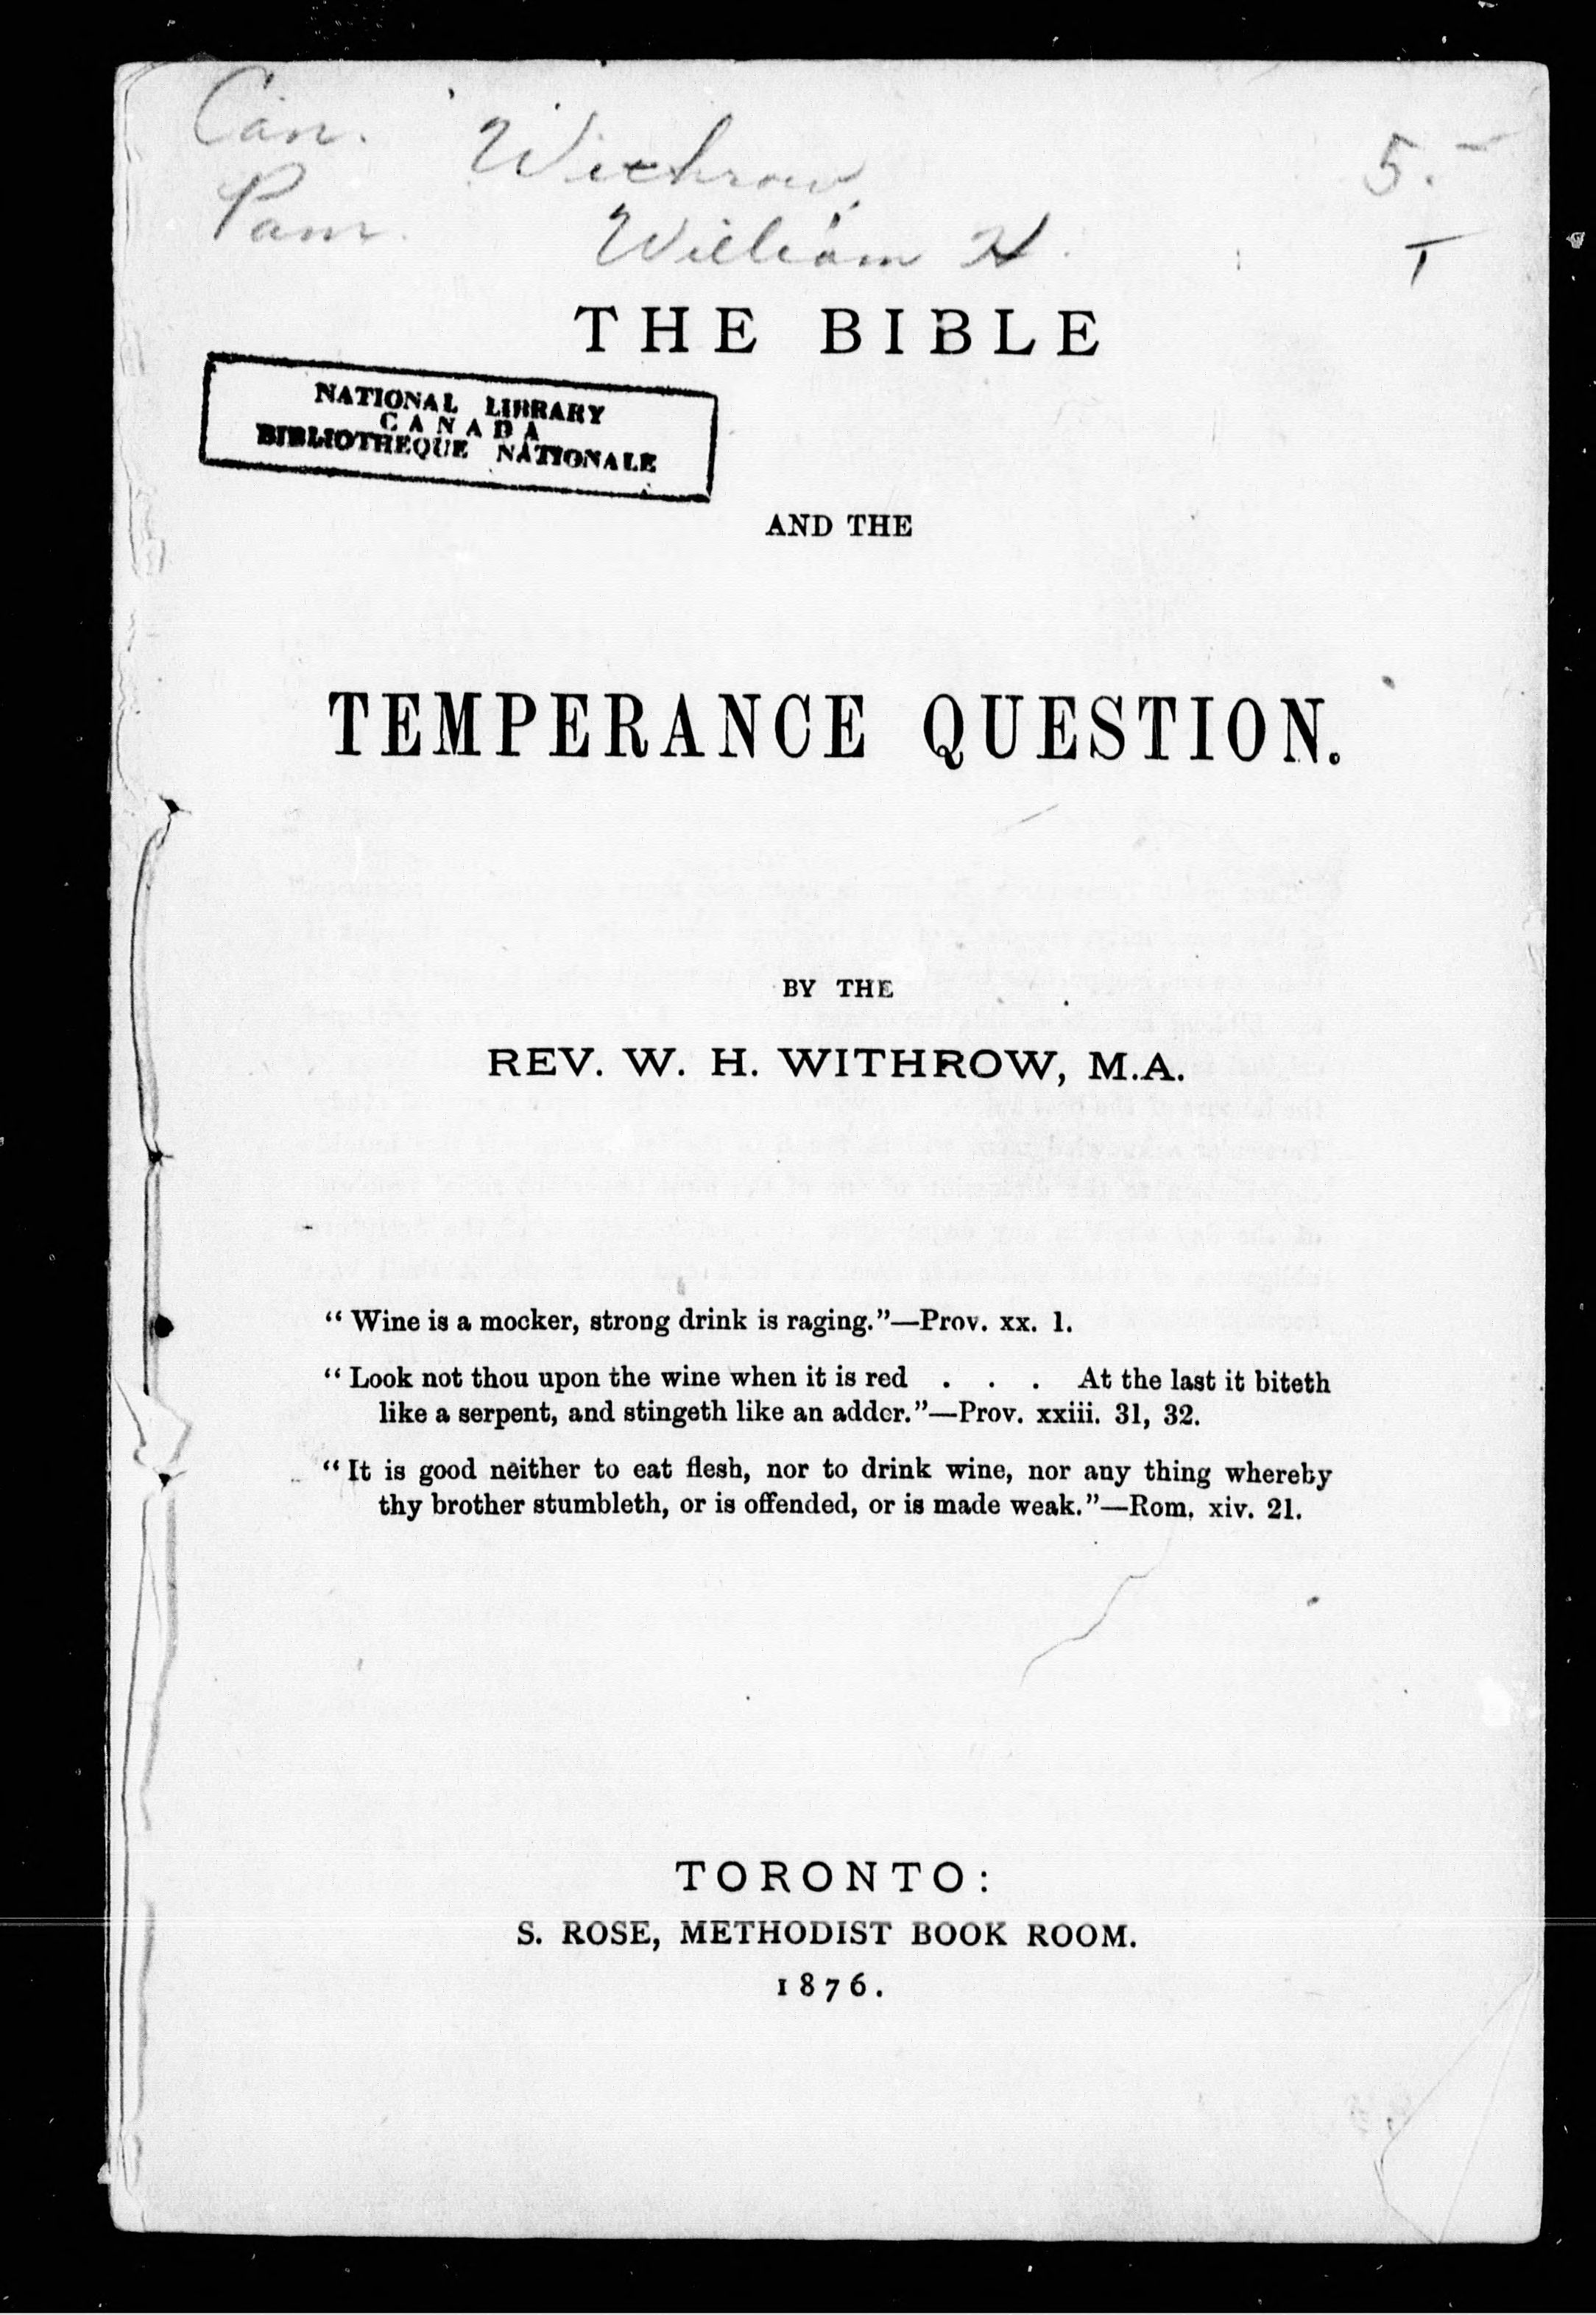 Can. Withrow,
Pam. William H.
5.-
T
THE BIBLE
NATIONAL LIBRARY
CANADA
BIBLIOTHEQUE NATIONALE
AND THE
TEMPERANCE QUESTION.
BY THE
REV. W. H. WITHROW, M.A.
“ Wine is a mocker, strong drink is raging.”—Prov. xx. 1.
“ Look not thou upon the wine when it is red . . . At the last it biteth
like a serpent, and stingeth like an adder.”—Prov. xxiii. 31, 32.
“ It is good neither to eat flesh, nor to drink wine, nor any thing whereby
thy brother stumbleth, or is offended, or is made weak.”—Rom. xiv. 21.
TORONTO:
S. ROSE, METHODIST BOOK ROOM.
1876.